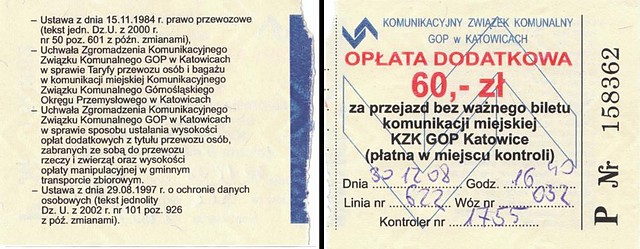 – Ustawa z dnia 15.11.1984 r. prawo przewozowe
(tekst jedn. Dz.U. z 2000 r.
nr 50 poz. 601 z późn. zmianami),
– Uchwała Zgromadzenia Komunikacyjnego
Związku Komunalnego GOP w Katowicach
w sprawie Taryfy przewozu osób i bagażu
w komunikacji miejskiej Komunikacyjnego
Związku Komunalnego Górnośląskiego
Okręgu Przemysłowego w Katowicach
– Uchwała Zgromadzenia Komunikacyjnego
Związku Komunalnego GOP w Katowicach
w sprawie sposobu ustalania wysokości
opłat dodatkowych z tytułu przewozu osób,
zabranych ze sobą do przewozu
rzeczy i zwierząt oraz wysokości
opłaty manipulacyjnej w gminnym
transporcie zbiorowym.
– Ustawa z dnia 29.08.1997 r. o ochronie danych
osobowych (tekst jednolity
Dz. U. z 2002 r. nr 101 poz. 926
z póź. zmianami).
KOMUNIKACYJNY ZWIĄZEK KOMUNALNY
GOP w KATOWICACH
OPŁATA DODATKOWA
60,- zł
za przejazd bez ważnego biletu
komunikacji miejskiej
KZK GOP Katowice
(płatna w miejscu kontroli)
Dnia 30 12 08 Godz. 16 40
Linia nr 622 Wóz nr 032
Kontroler nr 1755
P Nr 158362